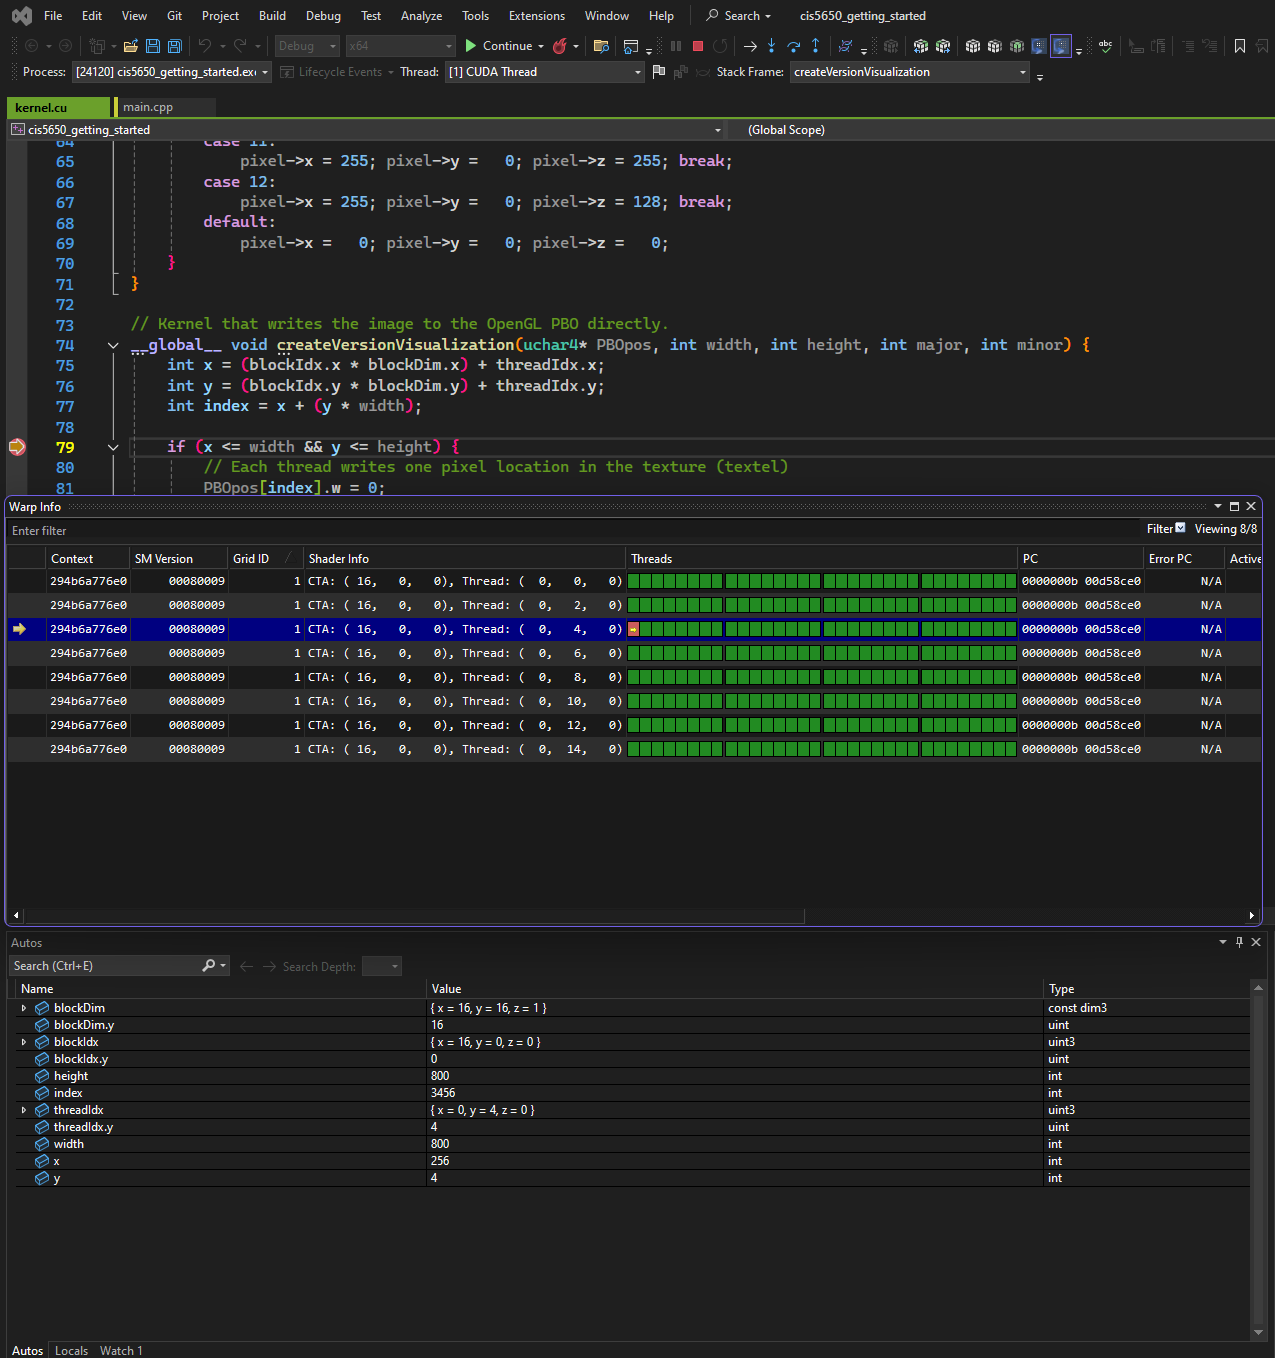 File Edit View Git Project Build Debug Test Analyze Tools Extensions Window Help Search cis5650_getting_started
Debug x64 Continue
Process: [24120] cis5650_getting_started.exe Lifecycle Events Thread: [1] CUDA Thread Stack Frame: createVersionVisualization
kernel.cu main.cpp
cis5650_getting_started (Global Scope)
64 case 11:
65 pixel->x = 255; pixel->y =   0; pixel->z = 255; break;
66 case 12:
67 pixel->x = 255; pixel->y =   0; pixel->z = 128; break;
68 default:
69 pixel->x =   0; pixel->y =   0; pixel->z =   0;
70 }
71 }
72
73 // Kernel that writes the image to the OpenGL PBO directly.
74 __global__ void createVersionVisualization(uchar4* PBOpos, int width, int height, int major, int minor) {
75 int x = (blockIdx.x * blockDim.x) + threadIdx.x;
76 int y = (blockIdx.y * blockDim.y) + threadIdx.y;
77 int index = x + (y * width);
78
79 if (x <= width && y <= height) {
80 // Each thread writes one pixel location in the texture (textel)
81 PBOpos[index].w = 0;
Warp Info
Enter filter Filter Viewing 8/8
Context SM Version Grid ID Shader Info Threads PC Error PC Active
294b6a776e0 00080009 1 CTA: ( 16,   0,   0), Thread: (  0,   0,   0) 0000000b 00d58ce0 N/A
294b6a776e0 00080009 1 CTA: ( 16,   0,   0), Thread: (  0,   2,   0) 0000000b 00d58ce0 N/A
294b6a776e0 00080009 1 CTA: ( 16,   0,   0), Thread: (  0,   4,   0) 0000000b 00d58ce0 N/A
294b6a776e0 00080009 1 CTA: ( 16,   0,   0), Thread: (  0,   6,   0) 0000000b 00d58ce0 N/A
294b6a776e0 00080009 1 CTA: ( 16,   0,   0), Thread: (  0,   8,   0) 0000000b 00d58ce0 N/A
294b6a776e0 00080009 1 CTA: ( 16,   0,   0), Thread: (  0,  10,   0) 0000000b 00d58ce0 N/A
294b6a776e0 00080009 1 CTA: ( 16,   0,   0), Thread: (  0,  12,   0) 0000000b 00d58ce0 N/A
294b6a776e0 00080009 1 CTA: ( 16,   0,   0), Thread: (  0,  14,   0) 0000000b 00d58ce0 N/A
Autos
Search (Ctrl+E) Search Depth:
Name Value Type
blockDim { x = 16, y = 16, z = 1 } const dim3
blockDim.y 16 uint
blockIdx { x = 16, y = 0, z = 0 } uint3
blockIdx.y 0 uint
height 800 int
index 3456 int
threadIdx { x = 0, y = 4, z = 0 } uint3
threadIdx.y 4 uint
width 800 int
x 256 int
y 4 int
Autos Locals Watch 1